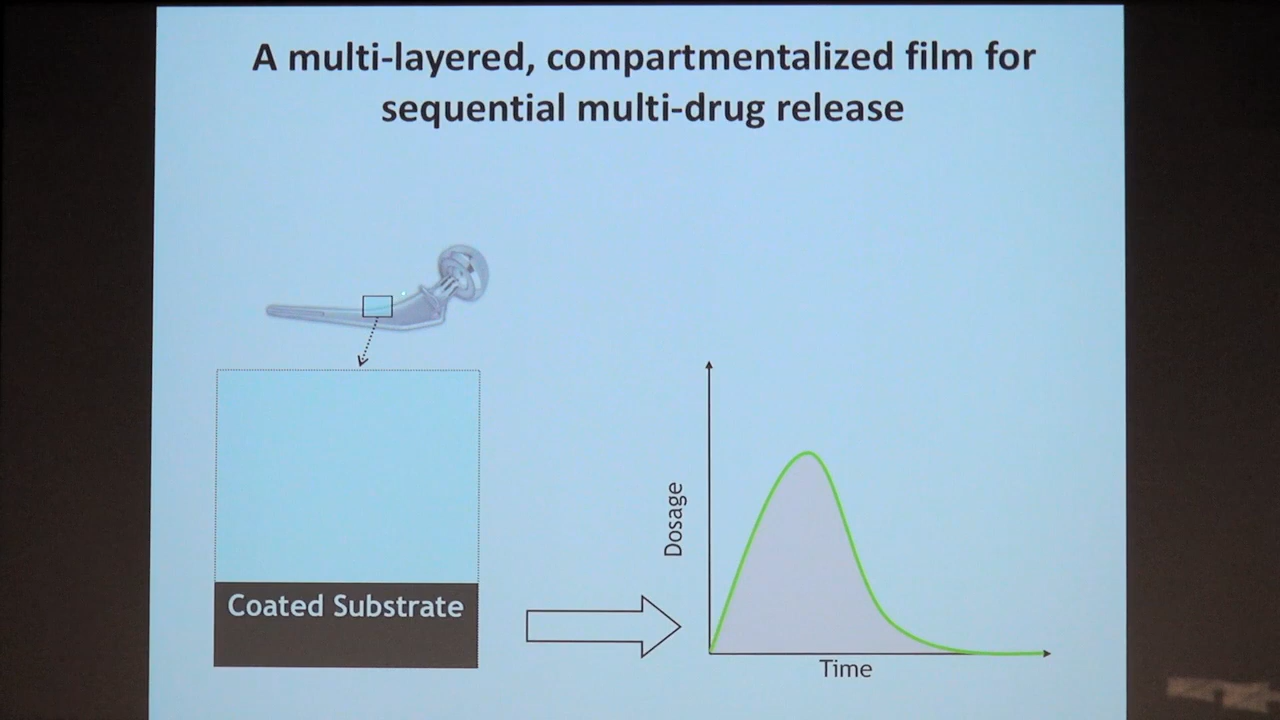 A multi-layered, compartmentalized film for
sequential multi-drug release
Coated Substrate
Dosage
Time